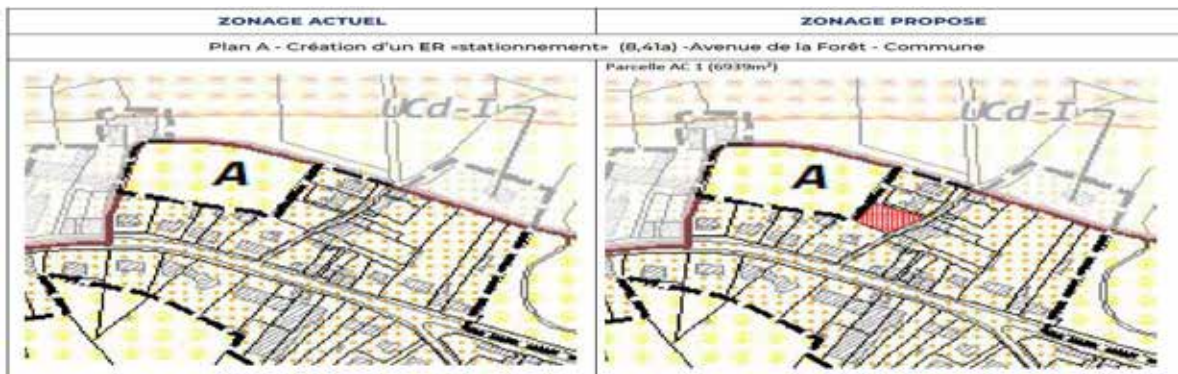 ZONAGE ACTUEL
ZONAGE PROPOSE
Plan A - Création d'un ER «stationnement» (8,41a) -Avenue de la Forêt - Commune
Parcelle AC 1 (6939m²)
UCd-I
A
UCd-I
A